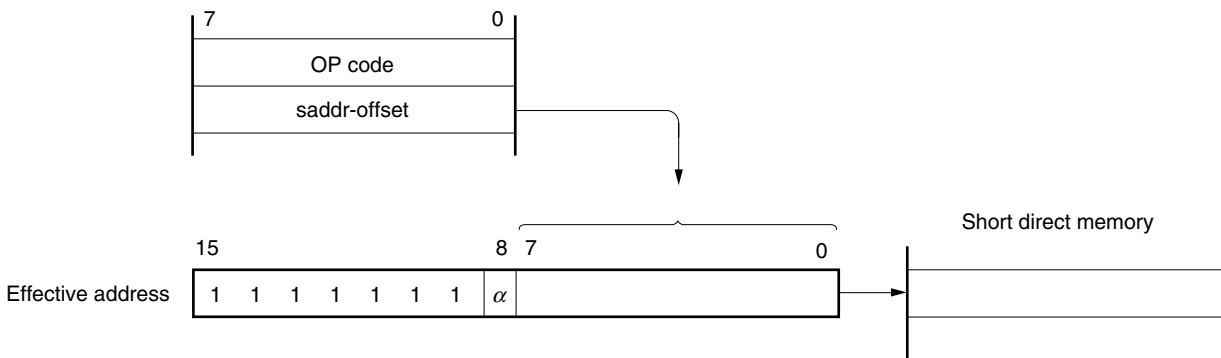 7 0
OP code
saddr-offset
Short direct memory
15 8 7 0
Effective address 1 1 1 1 1 1 1 α